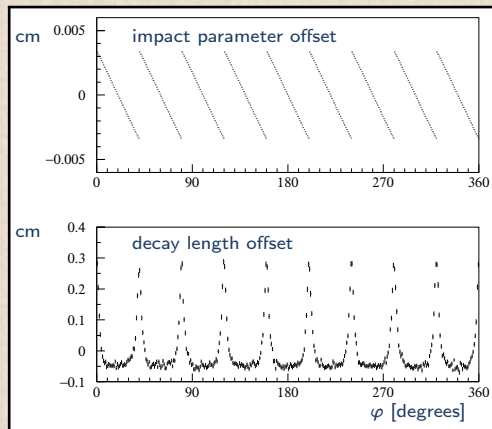 cm
impact parameter offset
0.005
0
−0.005
0 90 180 270 360
cm
decay length offset
0.4
0.3
0.2
0.1
0
−0.1
0 90 180 270 360
φ [degrees]